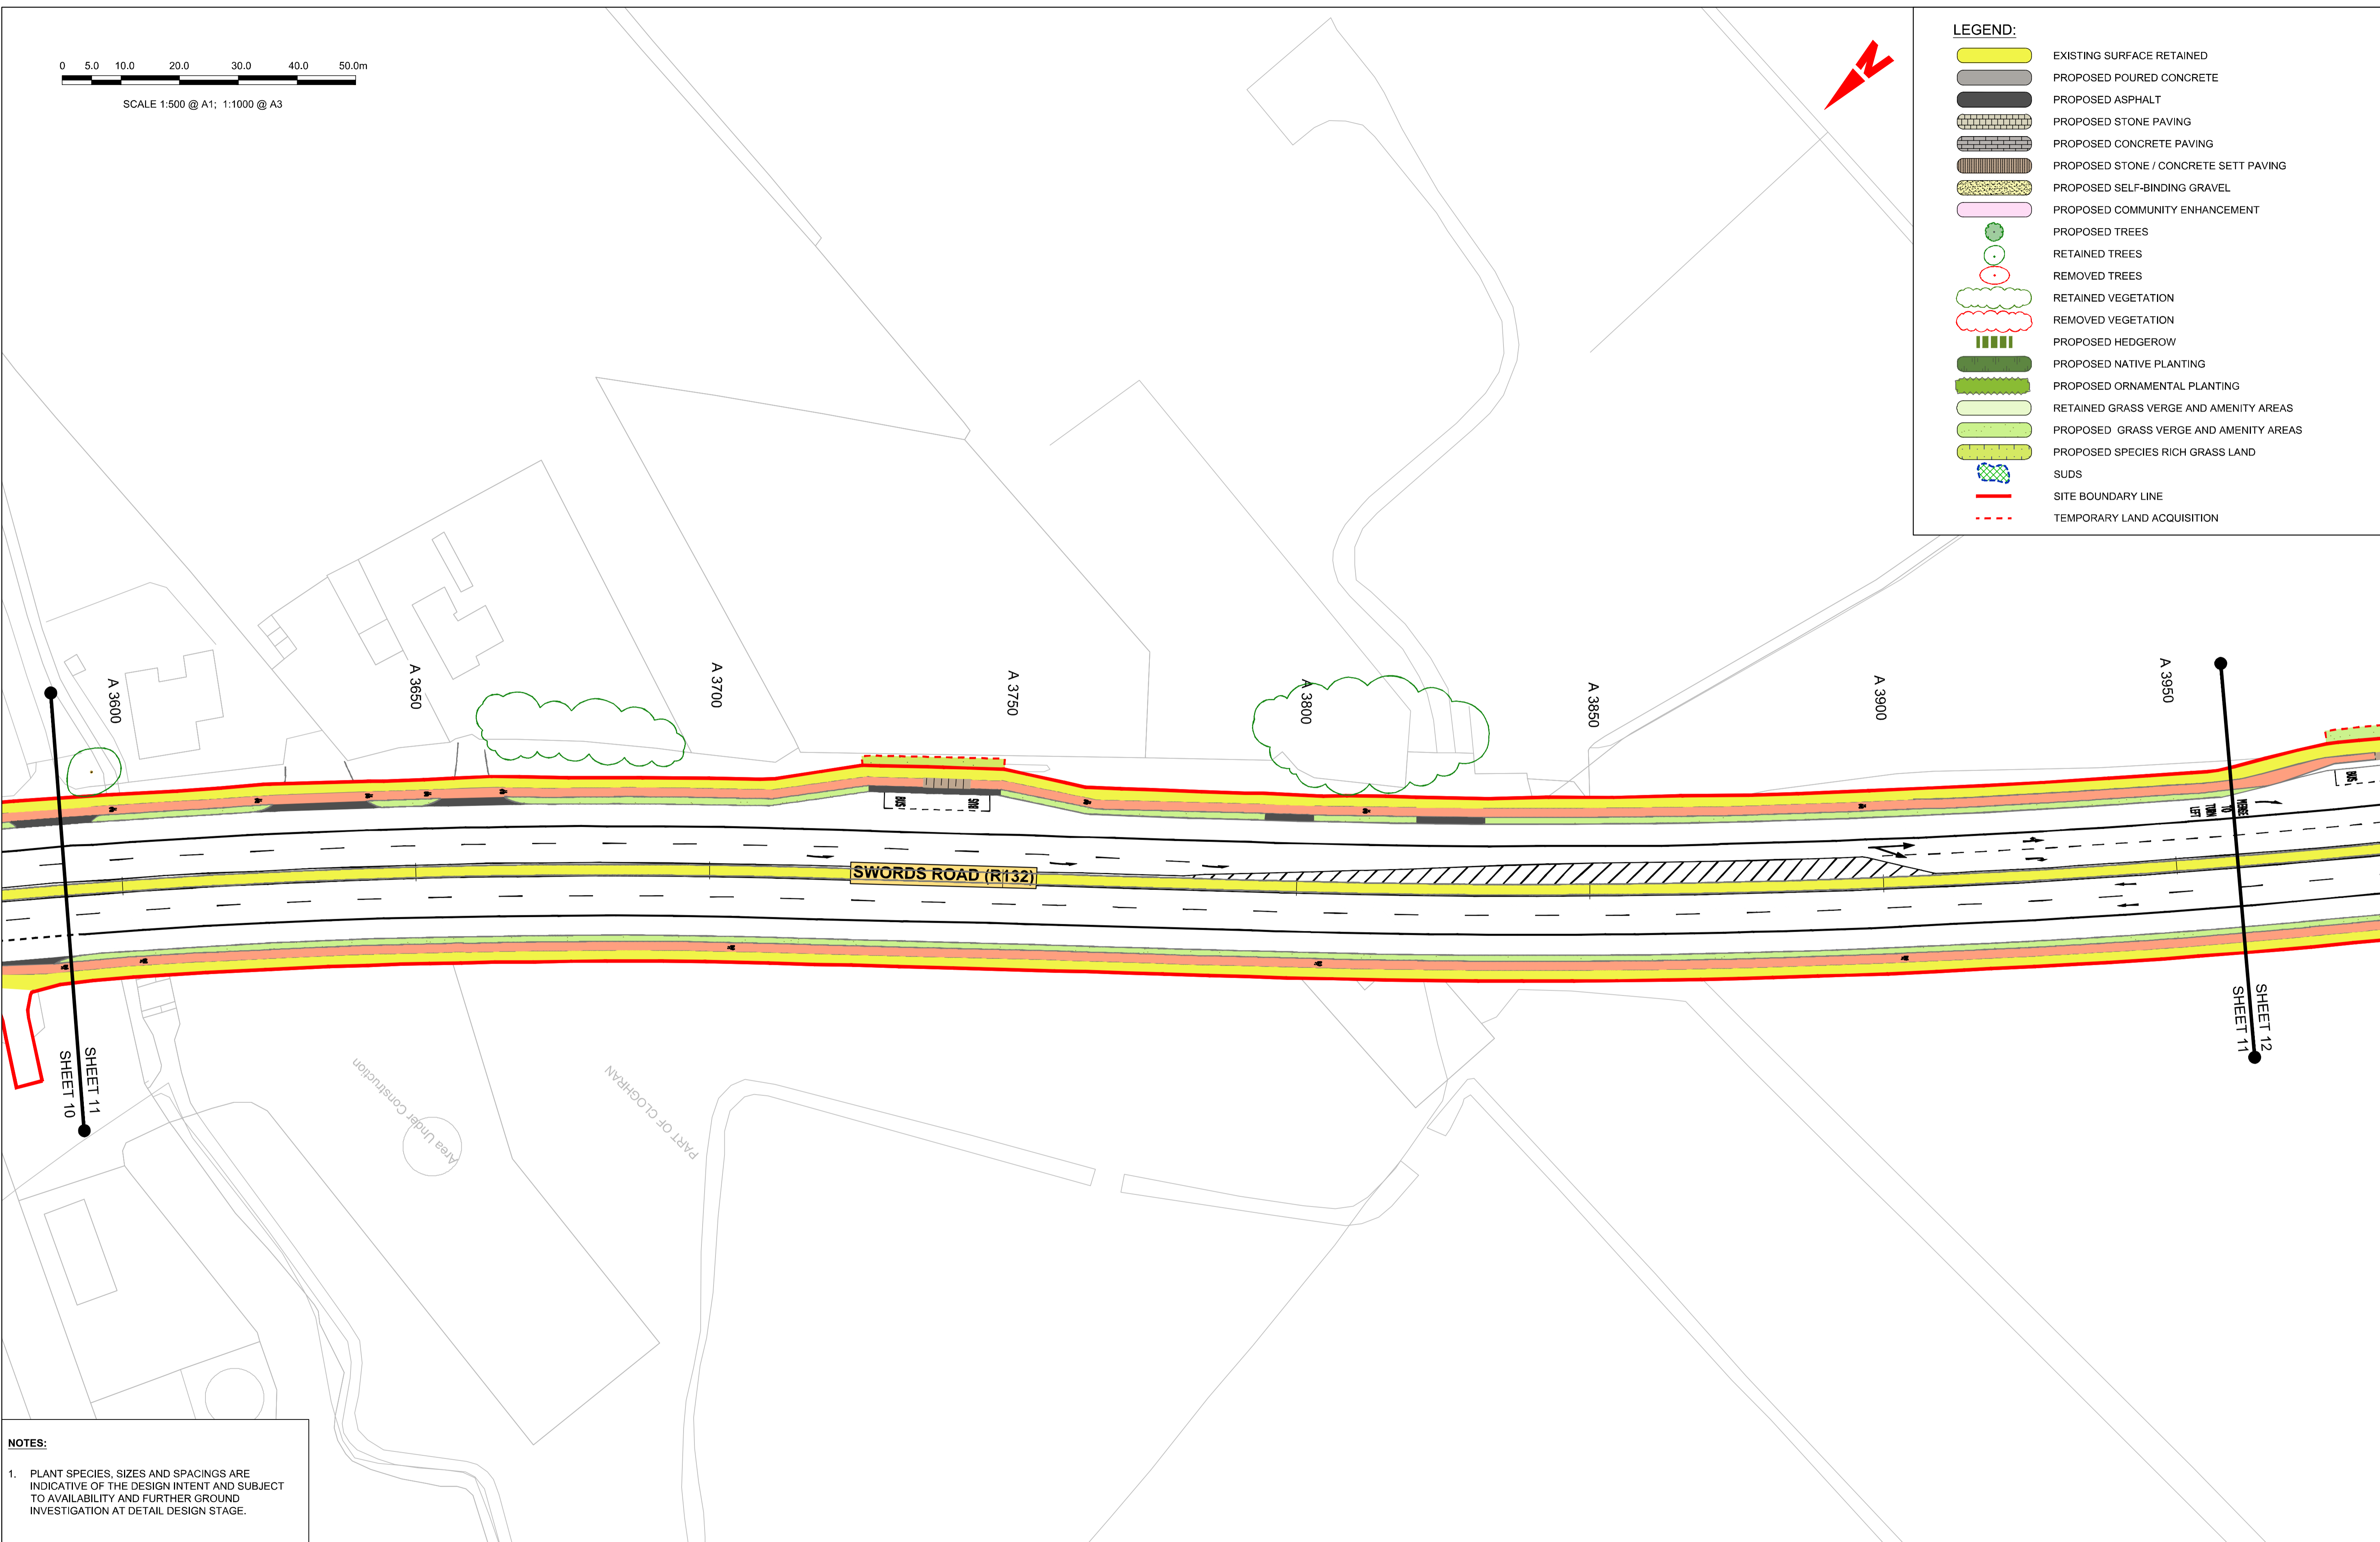 0 5.0 10.0 20.0 30.0 40.0 50.0m
SCALE 1:500 @ A1; 1:1000 @ A3
N
LEGEND:
EXISTING SURFACE RETAINED
PROPOSED POURED CONCRETE
PROPOSED ASPHALT
PROPOSED STONE PAVING
PROPOSED CONCRETE PAVING
PROPOSED STONE / CONCRETE SETT PAVING
PROPOSED SELF-BINDING GRAVEL
PROPOSED COMMUNITY ENHANCEMENT
PROPOSED TREES
RETAINED TREES
REMOVED TREES
RETAINED VEGETATION
REMOVED VEGETATION
PROPOSED HEDGEROW
PROPOSED NATIVE PLANTING
PROPOSED ORNAMENTAL PLANTING
RETAINED GRASS VERGE AND AMENITY AREAS
PROPOSED GRASS VERGE AND AMENITY AREAS
PROPOSED SPECIES RICH GRASS LAND
SUDS
SITE BOUNDARY LINE
TEMPORARY LAND ACQUISITION
A 3600
A 3650
A 3700
A 3750
A 3800
A 3850
A 3900
A 3950
BUS
BUS
BUS
LEFT
TURN
TO
MERGE
SWORDS ROAD (R132)
SHEET 11
SHEET 10
SHEET 12
SHEET 11
Area Under Construction
PART OF CLOGHRAN
NOTES:
1. PLANT SPECIES, SIZES AND SPACINGS ARE
INDICATIVE OF THE DESIGN INTENT AND SUBJECT
TO AVAILABILITY AND FURTHER GROUND
INVESTIGATION AT DETAIL DESIGN STAGE.